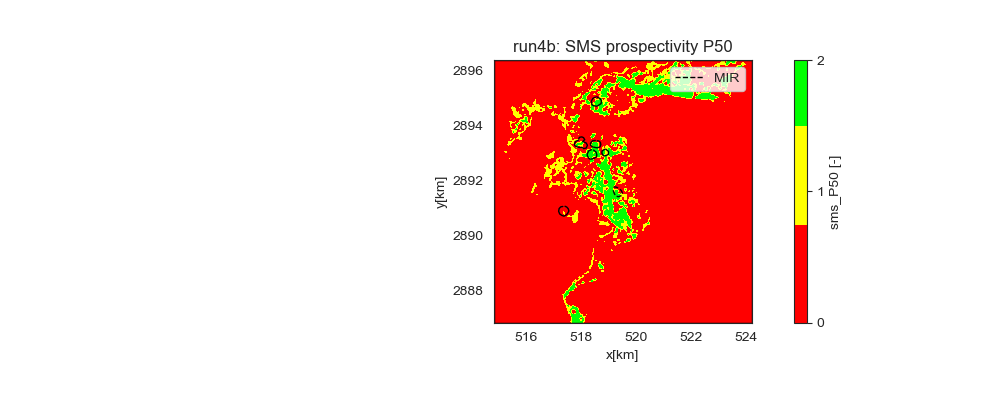 run4b: SMS prospectivity P50
MIR
2896
2894
2892
2890
2888
y[km]
516 518 520 522 524
x[km]
2
1
0
sms_P50 [-]